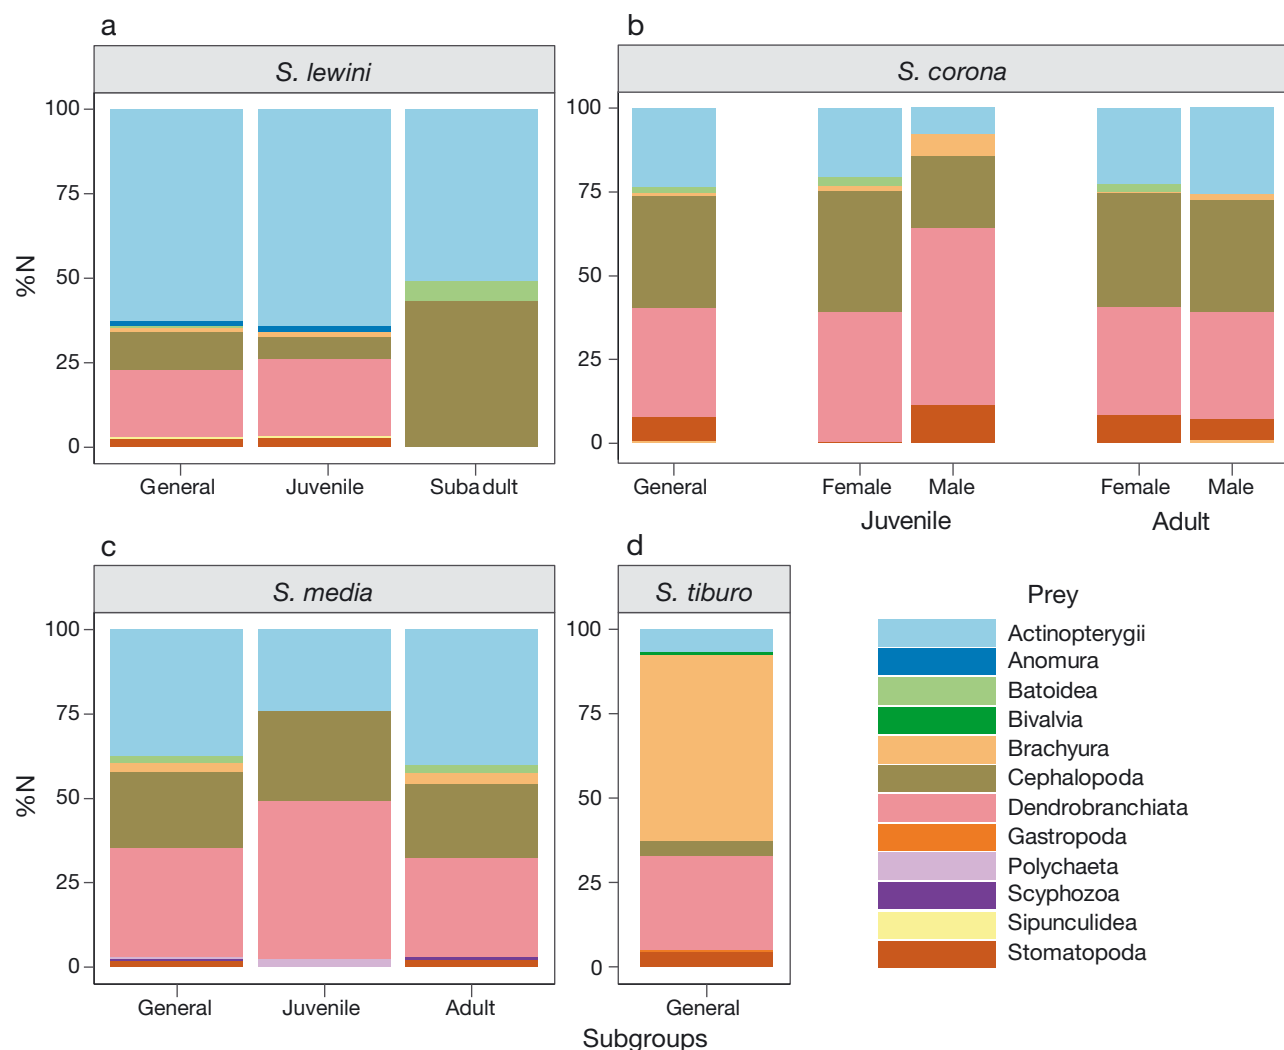 a
S. lewini
100
75
50
25
0
%N
General Juvenile Subadult
b
S. corona
100
75
50
25
0
General Female Male Female Male
Juvenile Adult
c
S. media
100
75
50
25
0
%N
General Juvenile Adult
d
S. tiburo
100
75
50
25
0
General
Subgroups
Prey
Actinopterygii
Anomura
Batoidea
Bivalvia
Brachyura
Cephalopoda
Dendrobranchiata
Gastropoda
Polychaeta
Scyphozoa
Sipunculidea
Stomatopoda